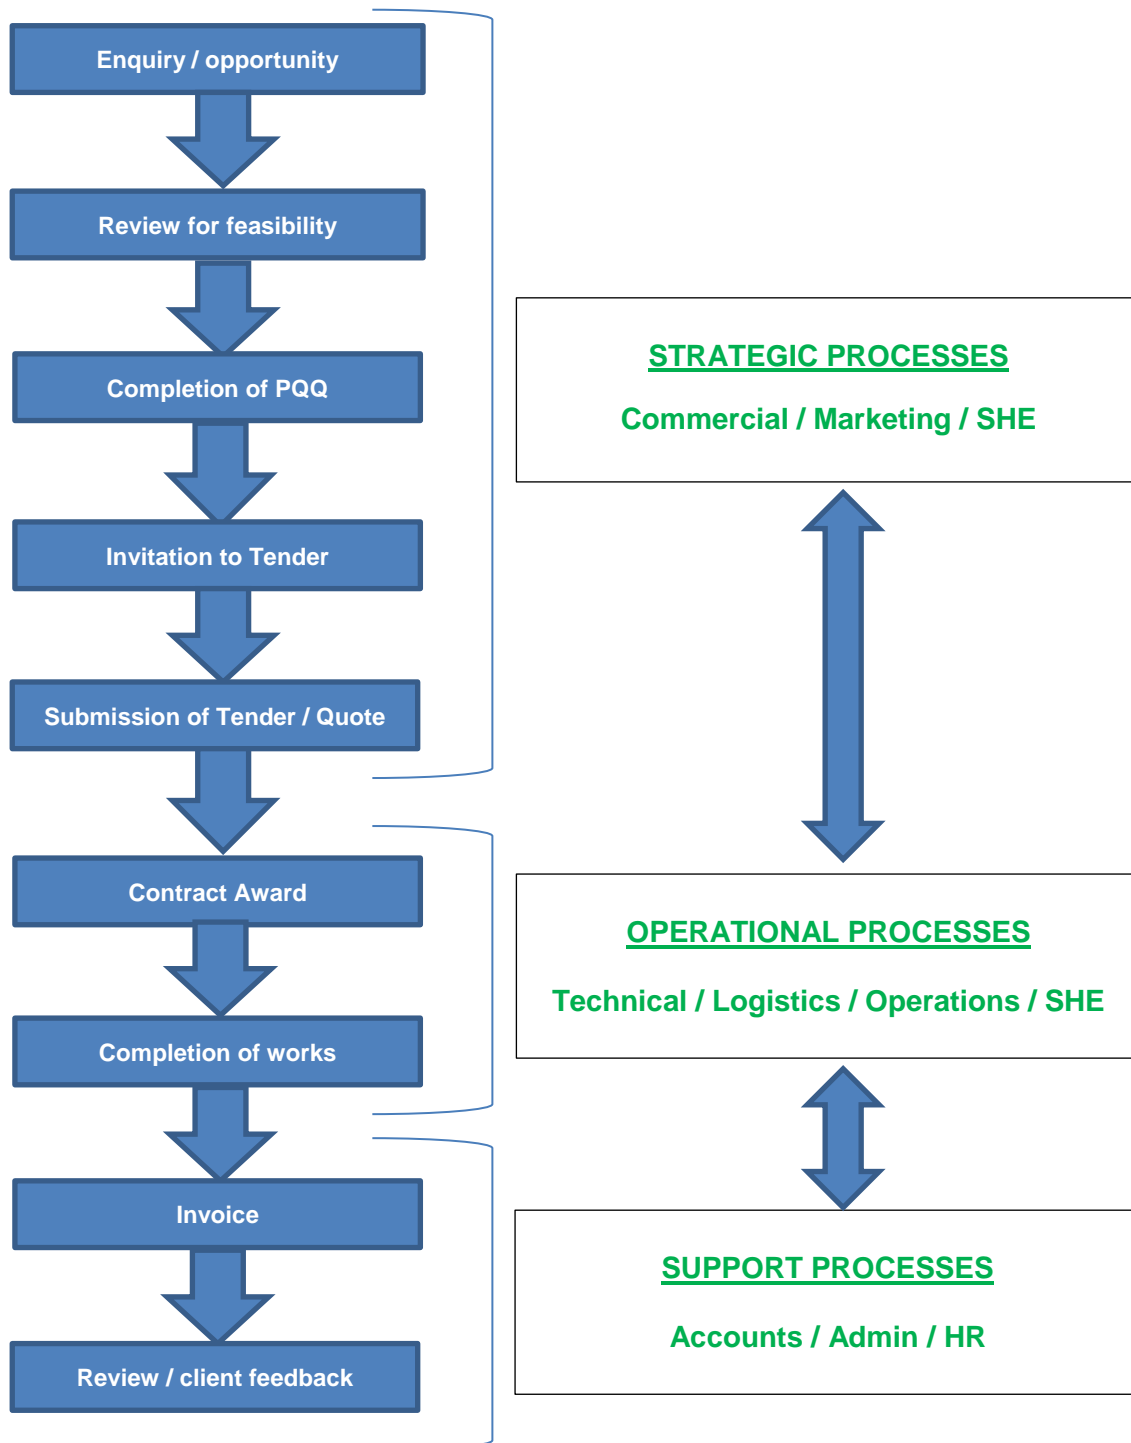 Enquiry / opportunity
Review for feasibility
Completion of PQQ
Invitation to Tender
Submission of Tender / Quote
Contract Award
Completion of works
Invoice
Review / client feedback
STRATEGIC PROCESSES
Commercial / Marketing / SHE
OPERATIONAL PROCESSES
Technical / Logistics / Operations / SHE
SUPPORT PROCESSES
Accounts / Admin / HR